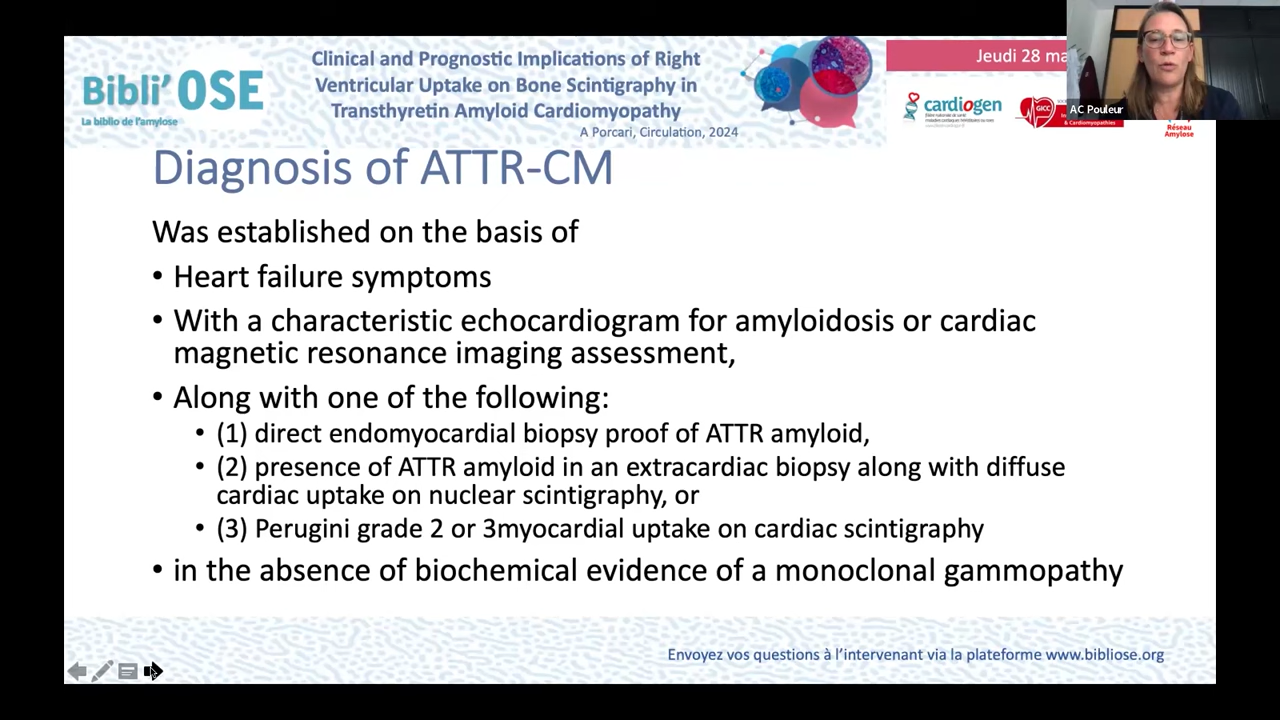 Clinical and Prognostic Implications of Right
Ventricular Uptake on Bone Scintigraphy in
Transthyretin Amyloid Cardiomyopathy
A Porcari, Circulation, 2024
Bibli'OSE
La biblio de l'amylose
Jeudi 28 ma
AC Pouleur
cardiogen
GICC
& Cardiomyopathies
Réseau
Amylose
Diagnosis of ATTR-CM
Was established on the basis of
• Heart failure symptoms
• With a characteristic echocardiogram for amyloidosis or cardiac
magnetic resonance imaging assessment,
• Along with one of the following:
• (1) direct endomyocardial biopsy proof of ATTR amyloid,
• (2) presence of ATTR amyloid in an extracardiac biopsy along with diffuse
cardiac uptake on nuclear scintigraphy, or
• (3) Perugini grade 2 or 3myocardial uptake on cardiac scintigraphy
• in the absence of biochemical evidence of a monoclonal gammopathy
Envoyez vos questions à l'intervenant via la plateforme www.bibliose.org